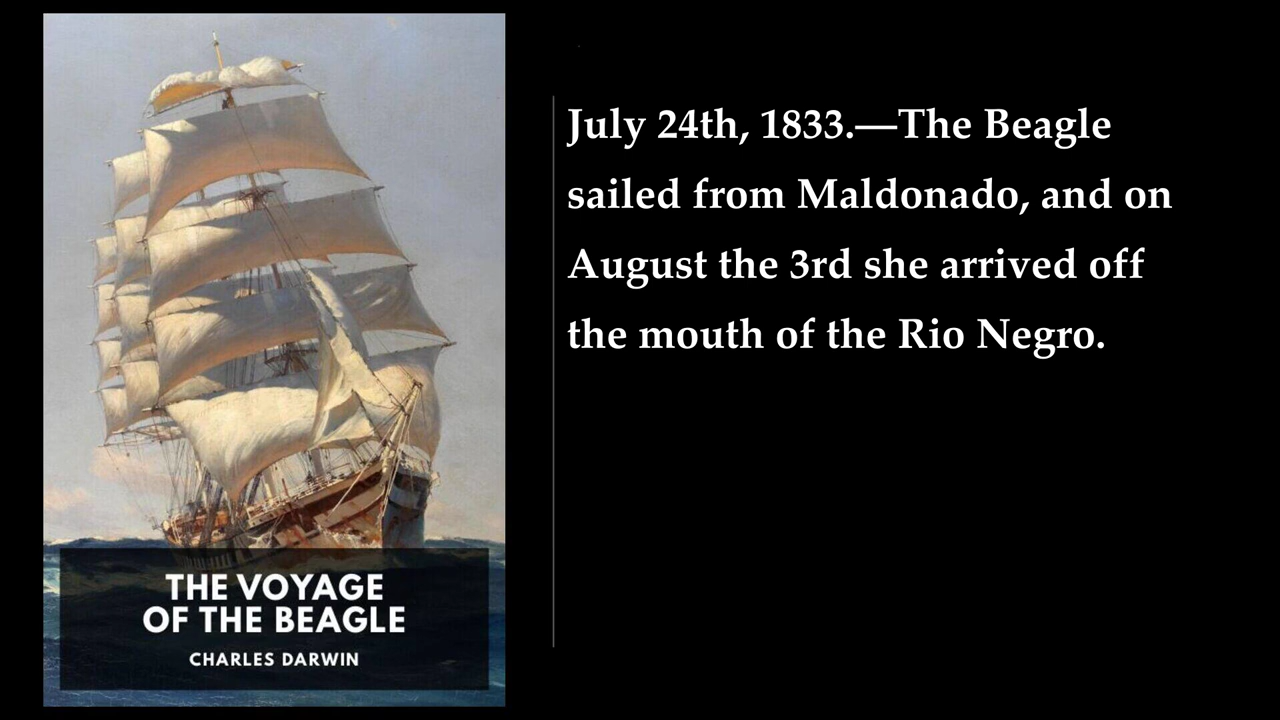 THE VOYAGE
OF THE BEAGLE
CHARLES DARWIN
July 24th, 1833.—The Beagle
sailed from Maldonado, and on
August the 3rd she arrived off
the mouth of the Rio Negro.